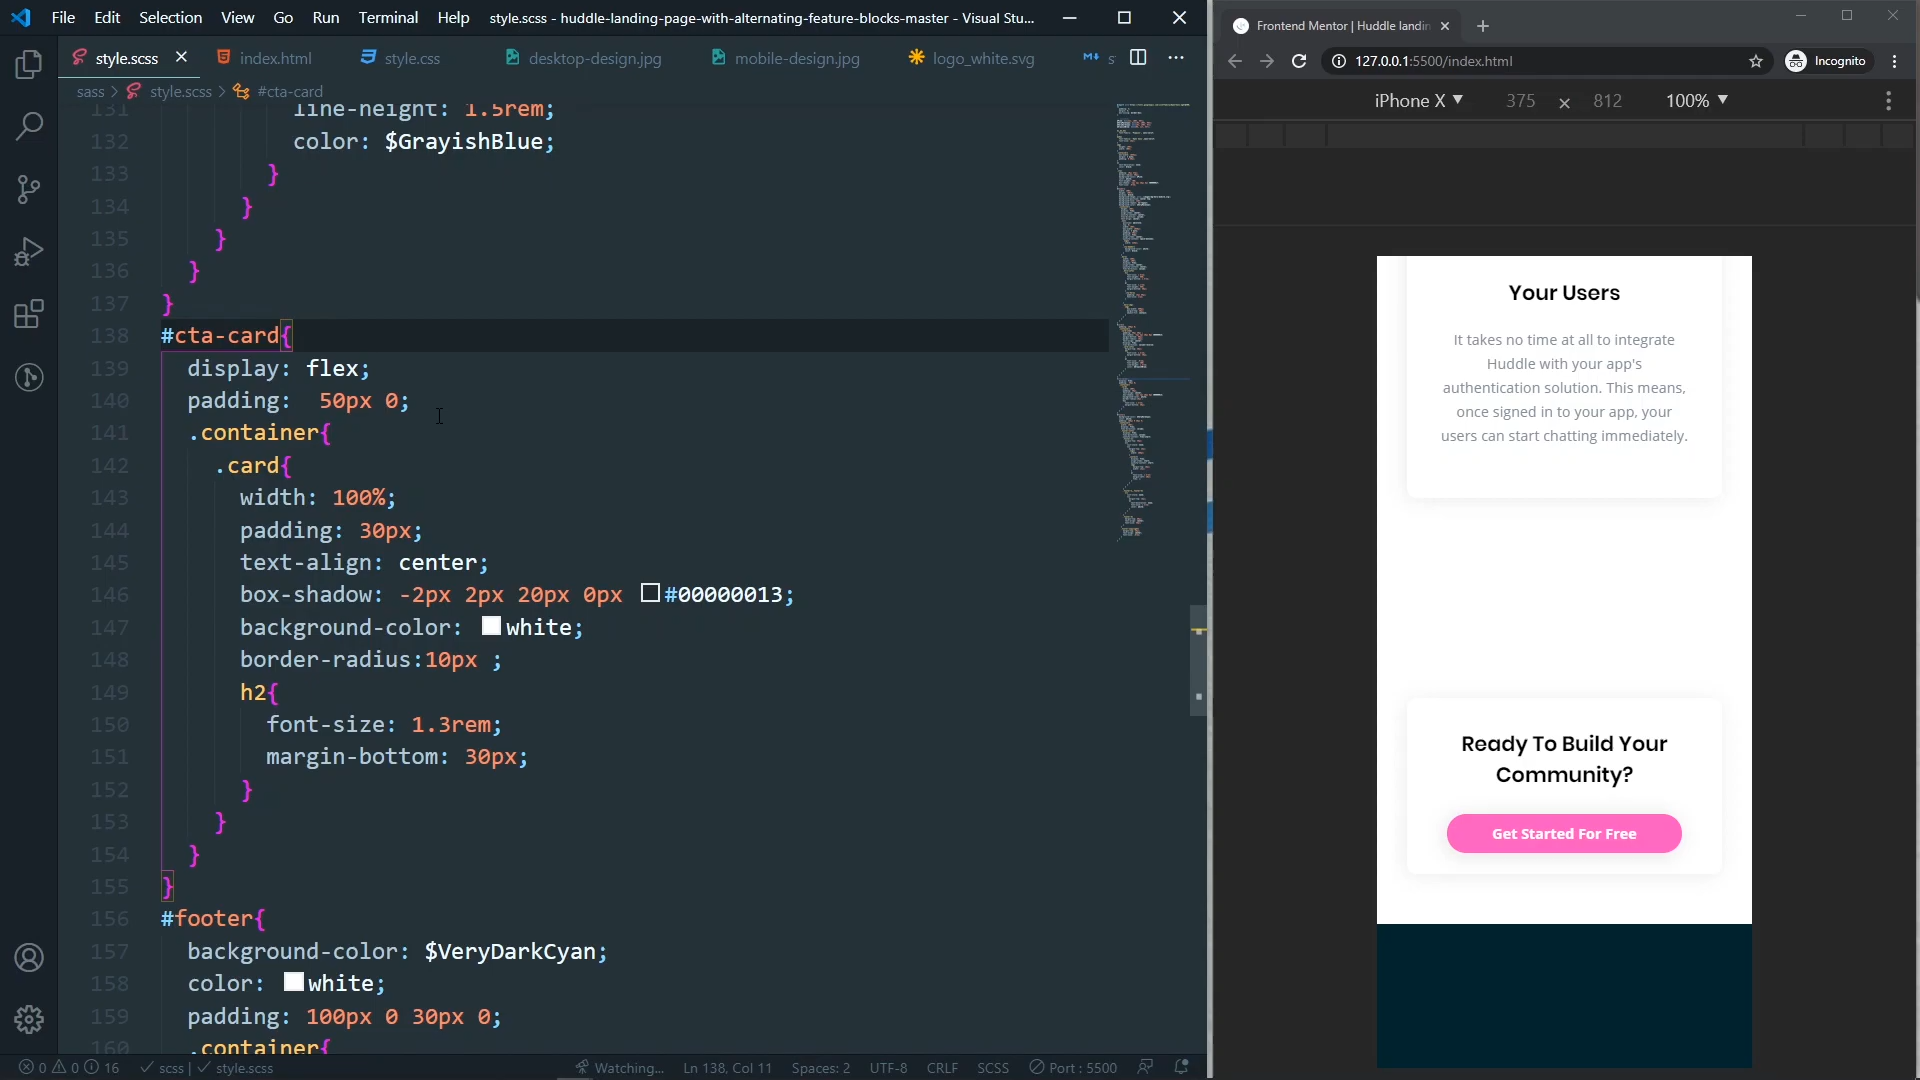 File Edit Selection View Go Run Terminal Help style.scss - huddle-landing-page-with-alternating-feature-blocks-master - Visual Stu...
style.scss index.html style.css desktop-design.jpg mobile-design.jpg logo_white.svg s
sass > style.scss > #cta-card
131 line-height: 1.5rem;
132 color: $GrayishBlue;
133 }
134 }
135 }
136 }
137 }
138 #cta-card{
139 display: flex;
140 padding:  50px 0;
141 .container{
142 .card{
143 width: 100%;
144 padding: 30px;
145 text-align: center;
146 box-shadow: -2px 2px 20px 0px #00000013;
147 background-color: white;
148 border-radius:10px ;
149 h2{
150 font-size: 1.3rem;
151 margin-bottom: 30px;
152 }
153 }
154 }
155 }
156 #footer{
157 background-color: $VeryDarkCyan;
158 color: white;
159 padding: 100px 0 30px 0;
160 .container{
0 0 16 scss | style.scss Watching... Ln 138, Col 11 Spaces: 2 UTF-8 CRLF SCSS Port : 5500
Frontend Mentor | Huddle landin
127.0.0.1:5500/index.html Incognito
iPhone X 375 × 812 100%
Your Users
It takes no time at all to integrate
Huddle with your app's
authentication solution. This means,
once signed in to your app, your
users can start chatting immediately.
Ready To Build Your
Community?
Get Started For Free